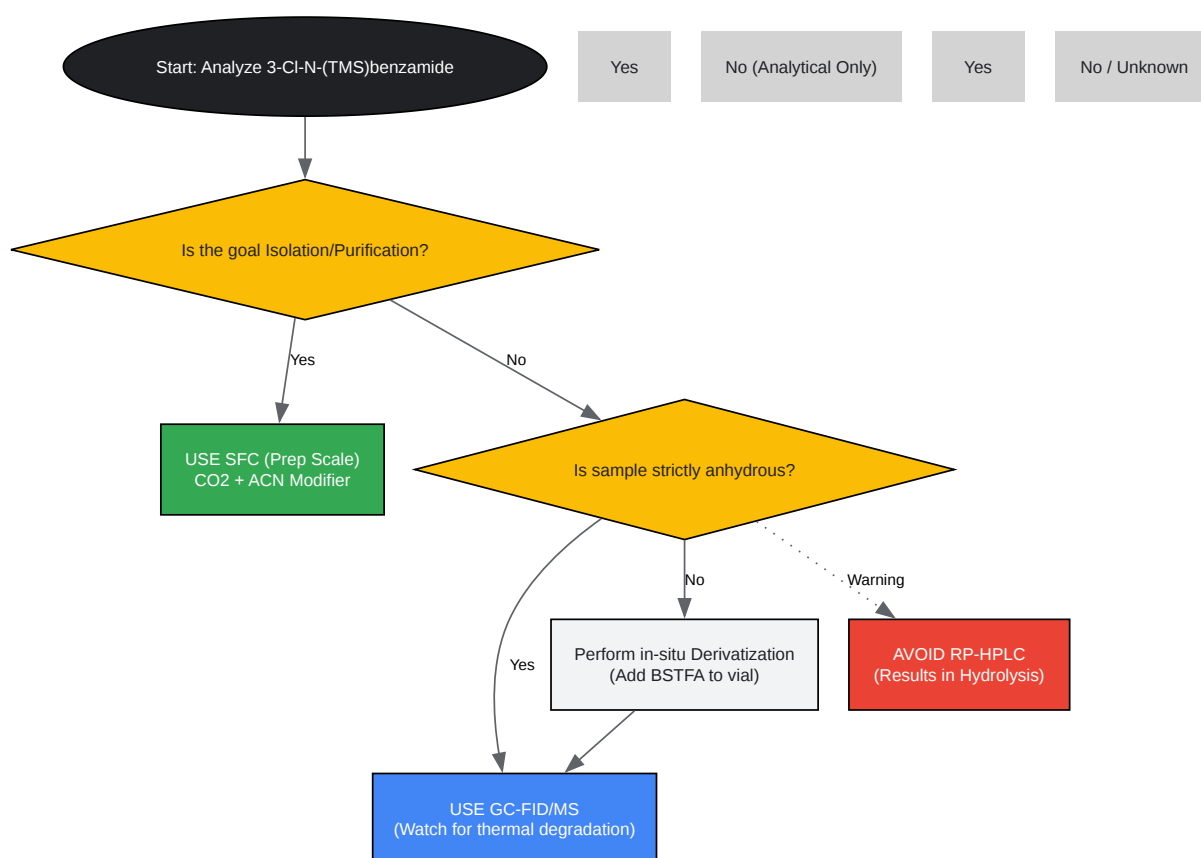 Start: Analyze 3-Cl-N-(TMS)benzamide
Yes
No (Analytical Only)
Yes
No / Unknown
Is the goal Isolation/Purification?
Yes
No
USE SFC (Prep Scale)
CO2 + ACN Modifier
Is sample strictly anhydrous?
No
Warning
Yes
Perform in-situ Derivatization
(Add BSTFA to vial)
AVOID RP-HPLC
(Results in Hydrolysis)
USE GC-FID/MS
(Watch for thermal degradation)